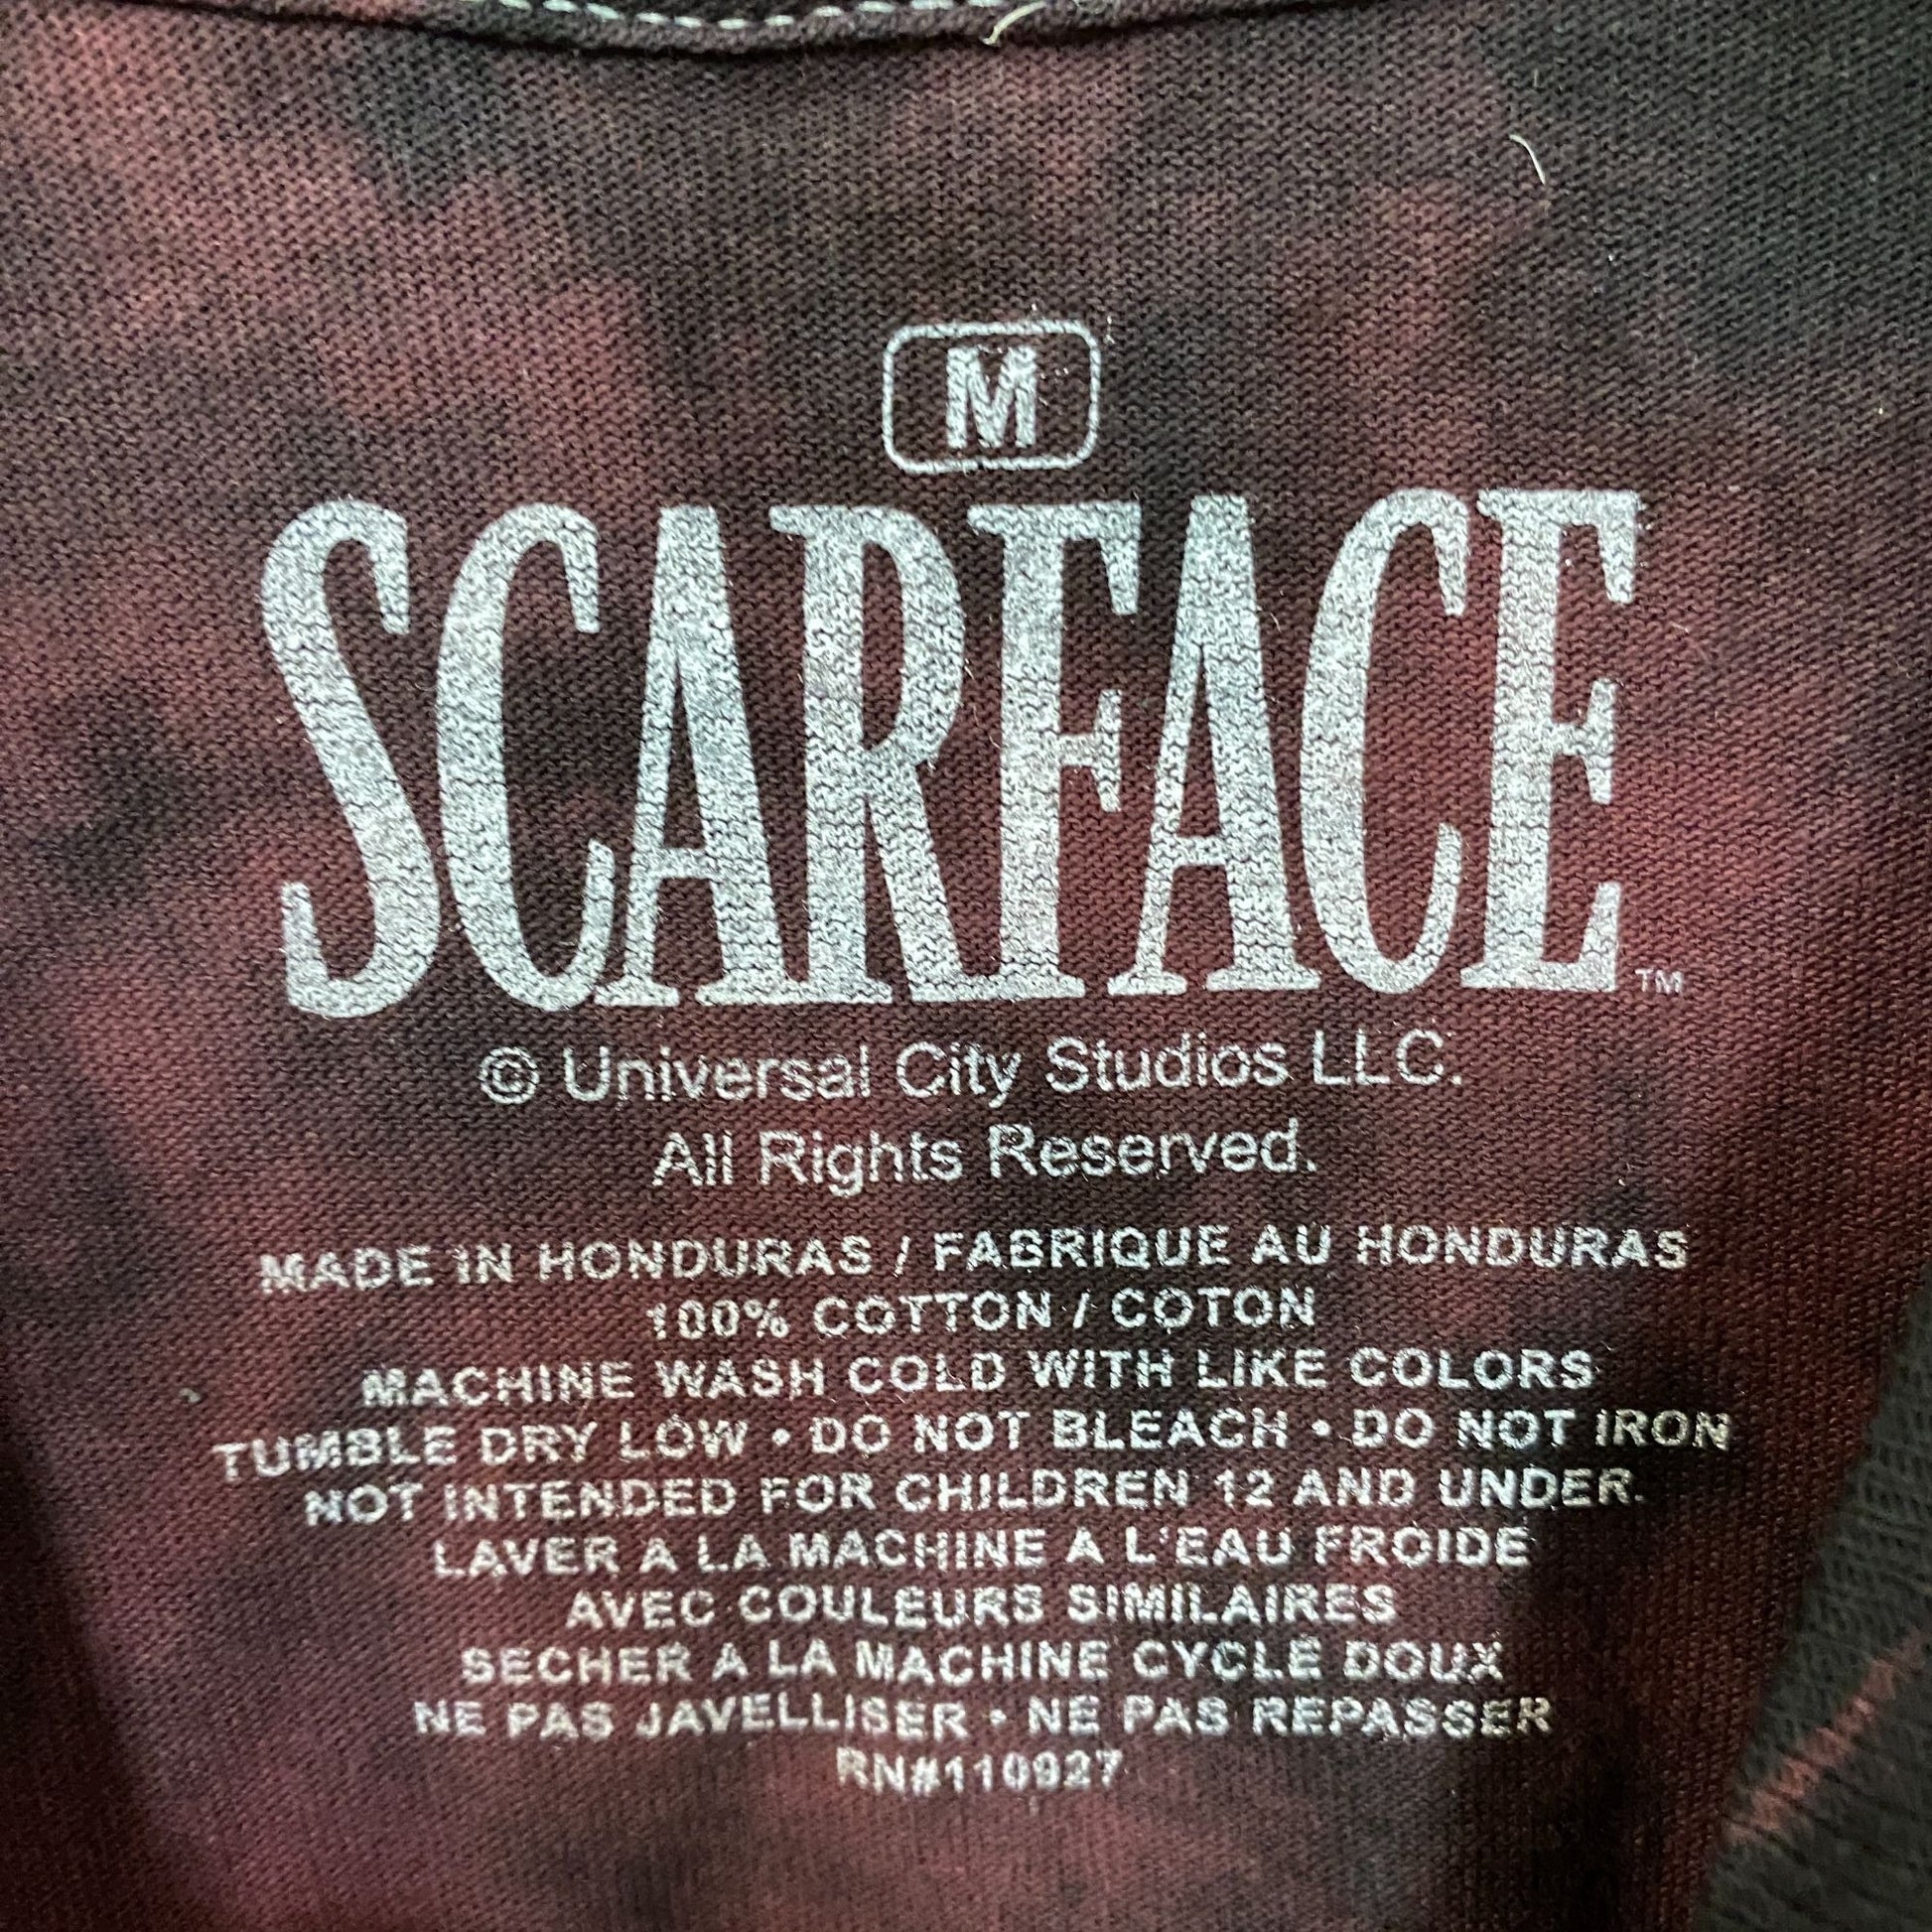 M
SCARFACE™
© Universal City Studios LLC.
All Rights Reserved.
MADE IN HONDURAS / FABRIQUE AU HONDURAS
100% COTTON / COTON
MACHINE WASH COLD WITH LIKE COLORS
TUMBLE DRY LOW • DO NOT BLEACH • DO NOT IRON
NOT INTENDED FOR CHILDREN 12 AND UNDER.
LAVER A LA MACHINE A L'EAU FROIDE
AVEC COULEURS SIMILAIRES
SECHER A LA MACHINE CYCLE DOUX
NE PAS JAVELLISER • NE PAS REPASSER
RN#110927